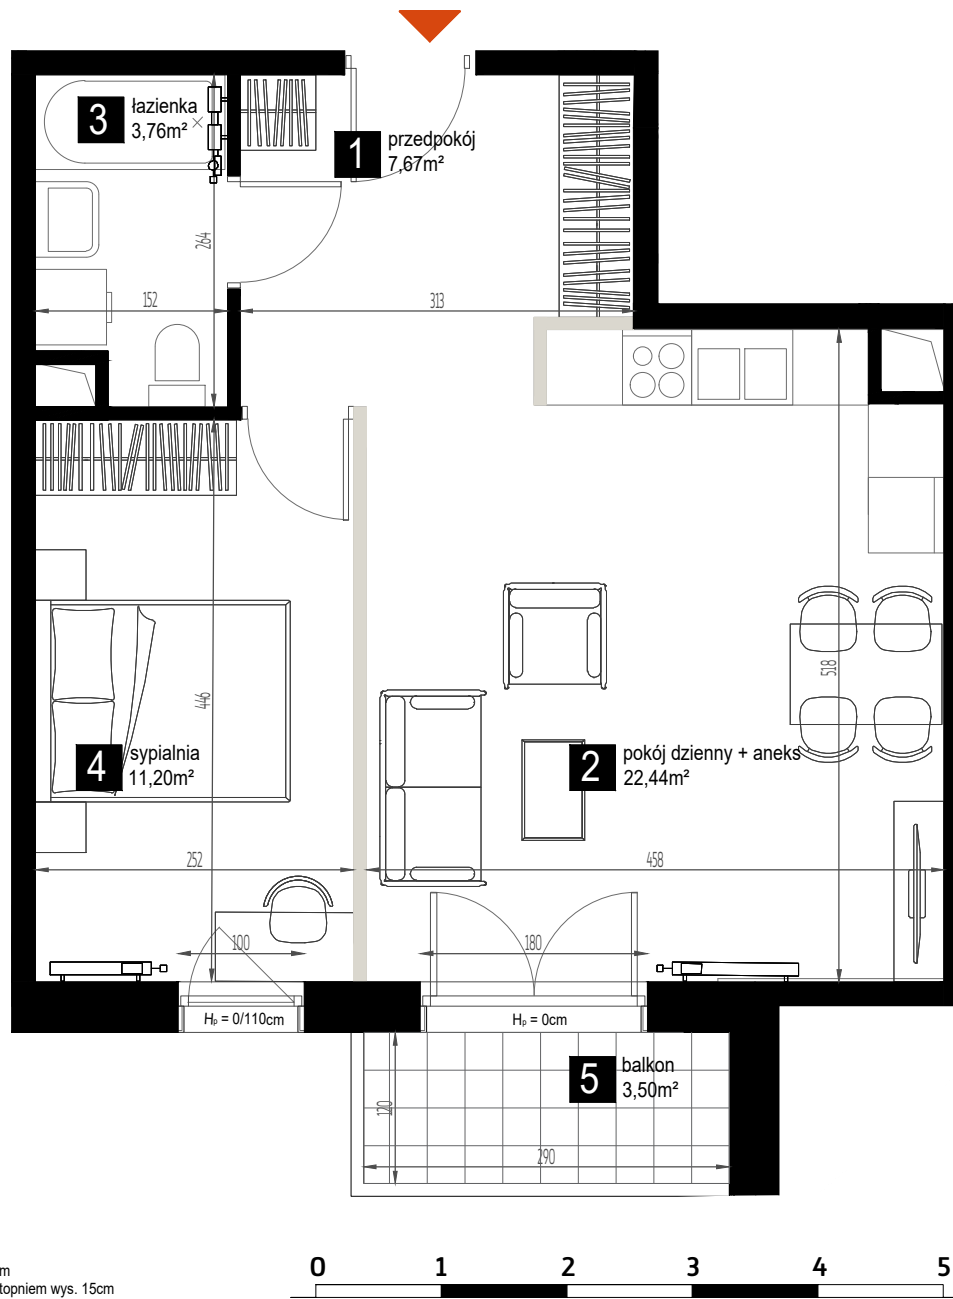 3
łazienka
3,76m²
1
przedpokój
7,67m²
264
152
313
446
518
4
sypialnia
11,20m²
2
pokój dzienny + aneks
22,44m²
252
458
100
180
Hₚ = 0/110cm
Hₚ = 0cm
5
balkon
3,50m²
120
290
m
topniem wys. 15cm
0 1 2 3 4 5